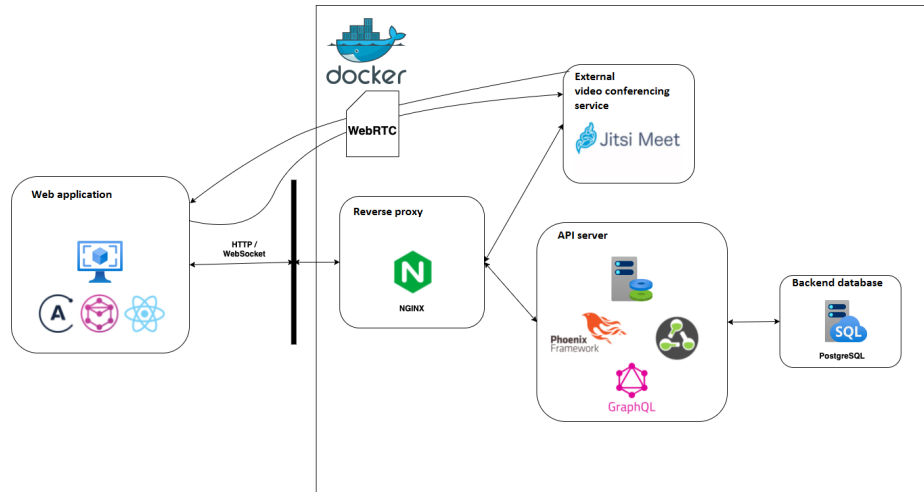 docker
External
video conferencing
service
Jitsi Meet
WebRTC
Web application
HTTP /
WebSocket
Reverse proxy
NGINX
API server
Phoenix
Framework
GraphQL
Backend database
SQL
PostgreSQL
A
N